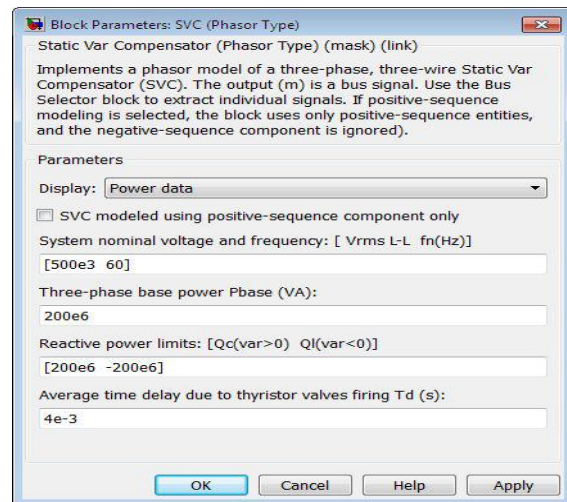 Block Parameters: SVC (Phasor Type)
Static Var Compensator (Phasor Type) (mask) (link)
Implements a phasor model of a three-phase, three-wire Static Var
Compensator (SVC). The output (m) is a bus signal. Use the Bus
Selector block to extract individual signals. If positive-sequence
modeling is selected, the block uses only positive-sequence entities,
and the negative-sequence component is ignored).
Parameters
Display: Power data
SVC modeled using positive-sequence component only
System nominal voltage and frequency: [ Vrms L-L fn(Hz)]
[500e3 60]
Three-phase base power Pbase (VA):
200e6
Reactive power limits: [Qc(var>0) Ql(var<0)]
[200e6 -200e6]
Average time delay due to thyristor valves firing Td (s):
4e-3
OK Cancel Help Apply